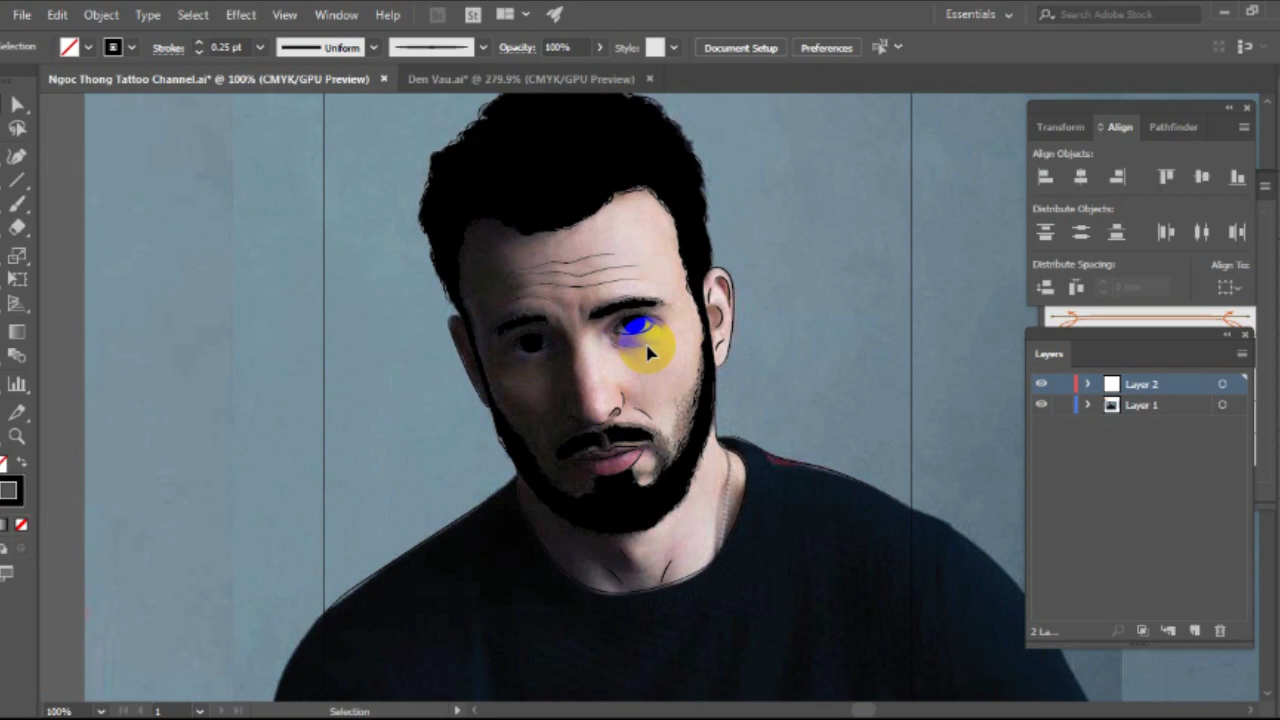 File Edit Object Type Select Effect View Window Help Br St Essentials Search Adobe Stock
Selection Stroke: 0.25 pt Uniform Opacity: 100% Style: Document Setup Preferences
Ngoc Thong Tattoo Channel.ai* @ 100% (CMYK/GPU Preview) × Den Vau.ai* @ 279.9% (CMYK/GPU Preview) ×
Transform Align Pathfinder
Align Objects:
Distribute Objects:
Distribute Spacing: Align To:
Layers
Layer 2
Layer 1
2 La...
100% 1 Selection